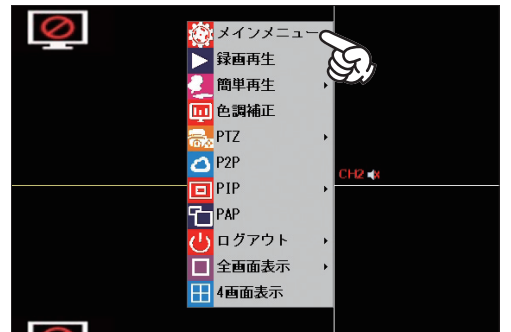 メインメニュー
録画再生
簡単再生
色調補正
PTZ
P2P
CH2
PIP
PAP
ログアウト
全画面表示
4画面表示